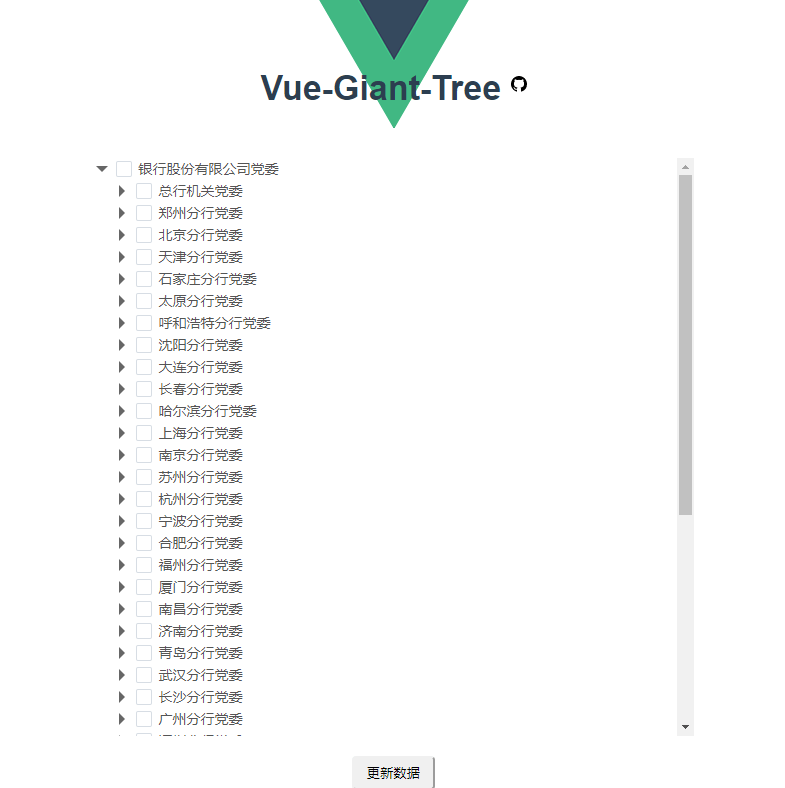 Vue-Giant-Tree
银行股份有限公司党委
总行机关党委
郑州分行党委
北京分行党委
天津分行党委
石家庄分行党委
太原分行党委
呼和浩特分行党委
沈阳分行党委
大连分行党委
长春分行党委
哈尔滨分行党委
上海分行党委
南京分行党委
苏州分行党委
杭州分行党委
宁波分行党委
合肥分行党委
福州分行党委
厦门分行党委
南昌分行党委
济南分行党委
青岛分行党委
武汉分行党委
长沙分行党委
广州分行党委
更新数据